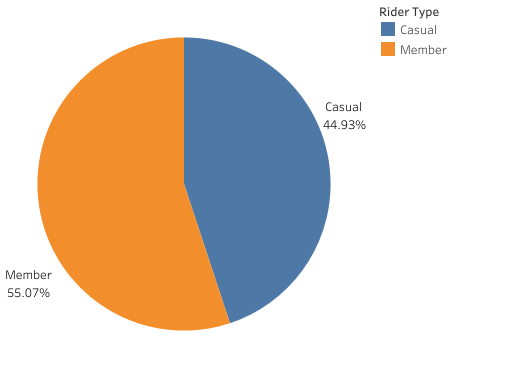 Rider Type
Casual
Member
Casual
44.93%
Member
55.07%